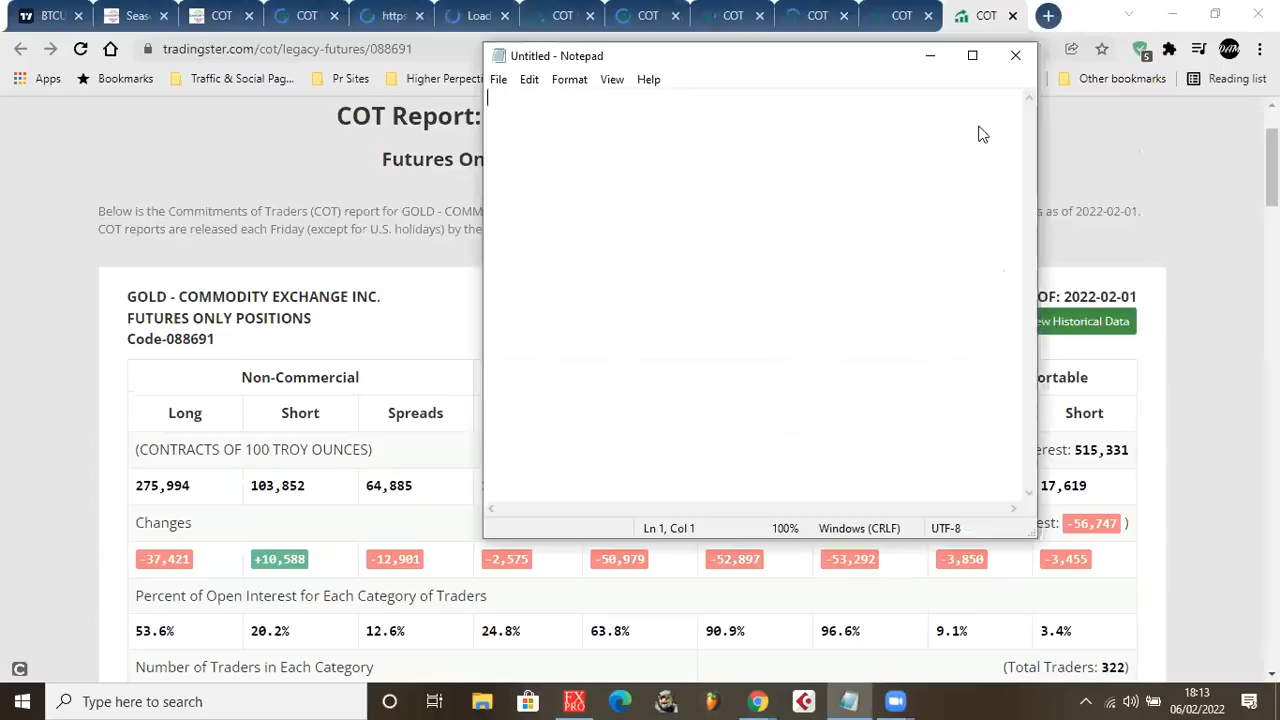 BTCU
Seas
COT
COT
https
Load
COT
COT
COT
COT
COT
COT
tradingster.com/cot/legacy-futures/088691
5
Apps
Bookmarks
Traffic & Social Pag...
Pr Sites
Higher Perpecti
Other bookmarks
Reading list
Untitled - Notepad
File Edit Format View Help
COT Report:
Futures On
Below is the Commitments of Traders (COT) report for GOLD - COMM
s as of 2022-02-01.
COT reports are released each Friday (except for U.S. holidays) by the
GOLD - COMMODITY EXCHANGE INC.
OF: 2022-02-01
FUTURES ONLY POSITIONS
ew Historical Data
Code-088691
Non-Commercial
ortable
Long Short Spreads Short
(CONTRACTS OF 100 TROY OUNCES)
erest: 515,331
275,994 103,852 64,885 17,619
Changes
est: -56,747 )
Ln 1, Col 1 100% Windows (CRLF) UTF-8
-37,421 +10,588 -12,901 -2,575 -50,979 -52,897 -53,292 -3,850 -3,455
Percent of Open Interest for Each Category of Traders
53.6% 20.2% 12.6% 24.8% 63.8% 90.9% 96.6% 9.1% 3.4%
Number of Traders in Each Category
(Total Traders: 322)
Type here to search
FX
PRO
18:13
06/02/2022